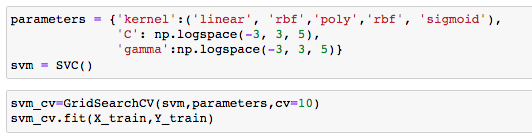 parameters = {'kernel':('linear', 'rbf','poly','rbf', 'sigmoid'),
'C': np.logspace(-3, 3, 5),
'gamma':np.logspace(-3, 3, 5)}
svm = SVC()
svm_cv=GridSearchCV(svm,parameters,cv=10)
svm_cv.fit(X_train,Y_train)